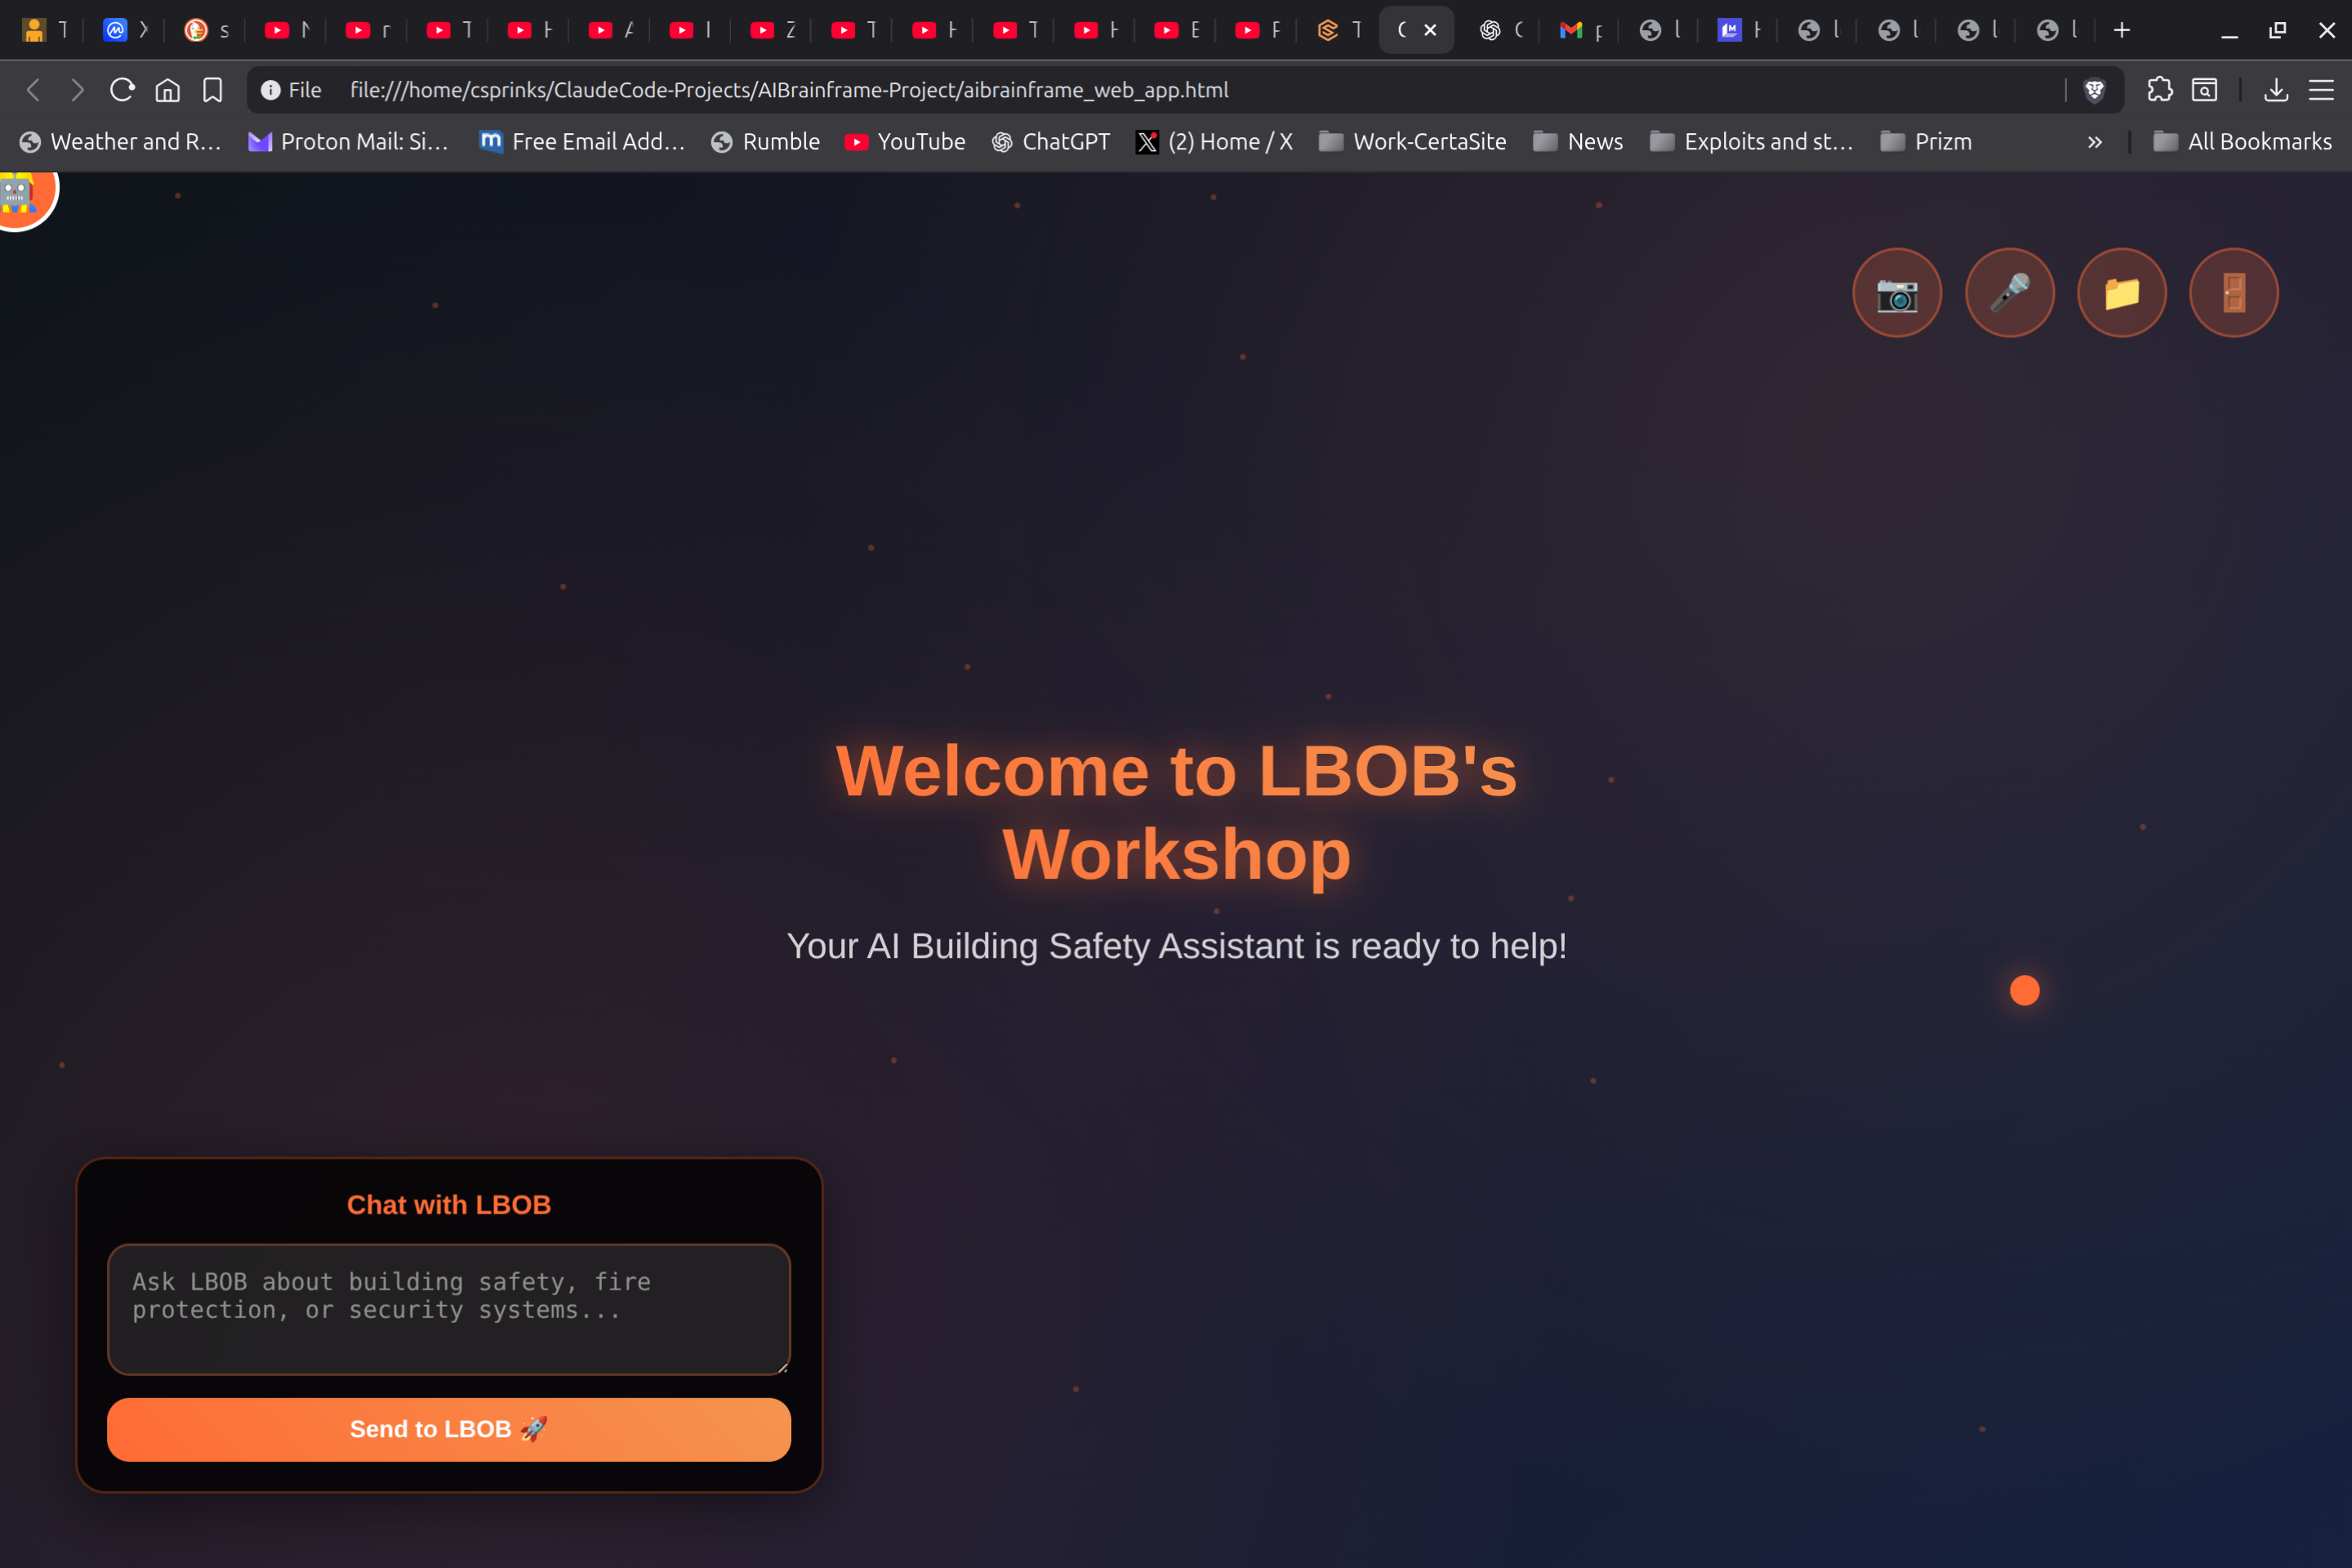 File file:///home/csprinks/ClaudeCode-Projects/AIBrainframe-Project/aibrainframe_web_app.html
Weather and R... Proton Mail: Si... Free Email Add... Rumble YouTube ChatGPT (2) Home / X Work-CertaSite News Exploits and st... Prizm » All Bookmarks
Welcome to LBOB's
Workshop
Your AI Building Safety Assistant is ready to help!
Chat with LBOB
Ask LBOB about building safety, fire
protection, or security systems...
Send to LBOB 🚀